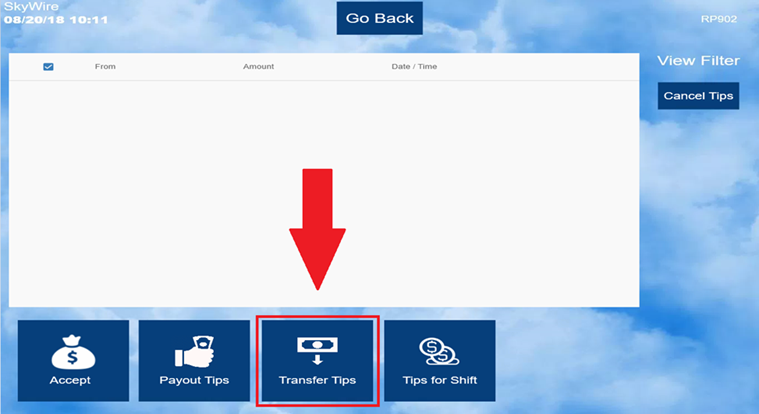 SkyWire
08/20/18 10:11
Go Back
RP902
From Amount Date / Time
View Filter
Cancel Tips
Accept
Payout Tips
Transfer Tips
Tips for Shift